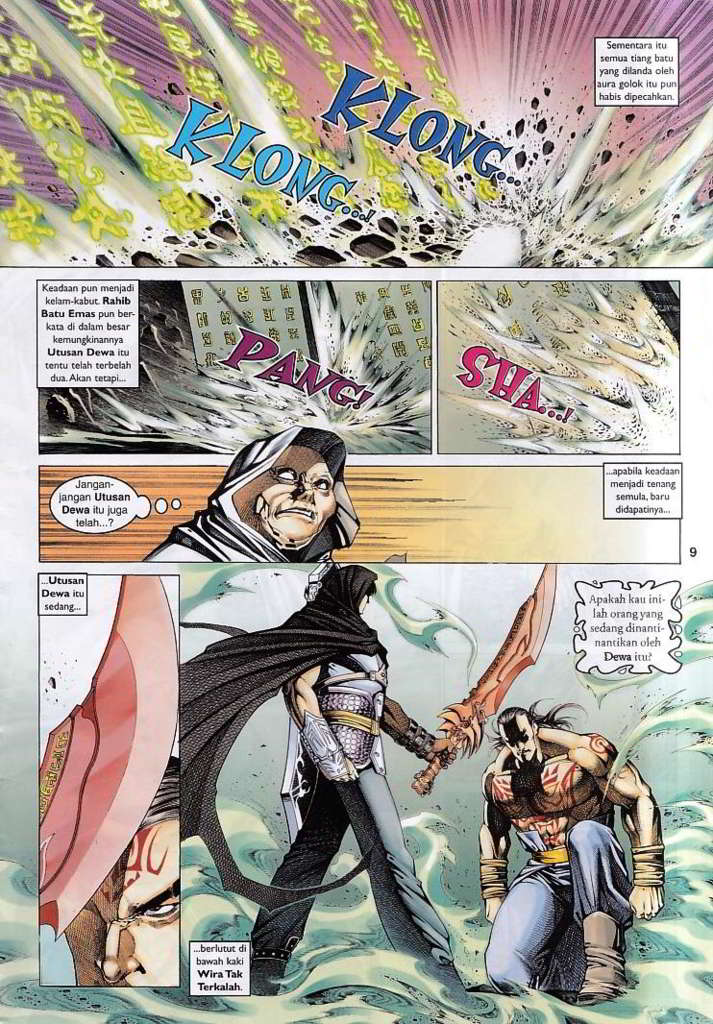 Sementara itu
semua tiang batu
yang dilanda oleh
aura golok itu pun
habis dipecahkan.
KLONG...
KLONG...!
Keadaan pun menjadi
kelam-kabut. Rahib
Batu Emas pun ber-
kata di dalam besar
kemungkinannya
Utusan Dewa itu
tentu telah terbelah
dua. Akan tetapi...
PANG!
SHA...!
Jangan-
jangan Utusan
Dewa itu juga
telah...?
...apabila keadaan
menjadi tenang
semula, baru
didapatinya...
9
...Utusan
Dewa itu
sedang...
Apakah kau ini-
lah orang yang
sedang dinanti-
nantikan oleh
Dewa itu?
...berlutut di
bawah kaki
Wira Tak
Terkalah.